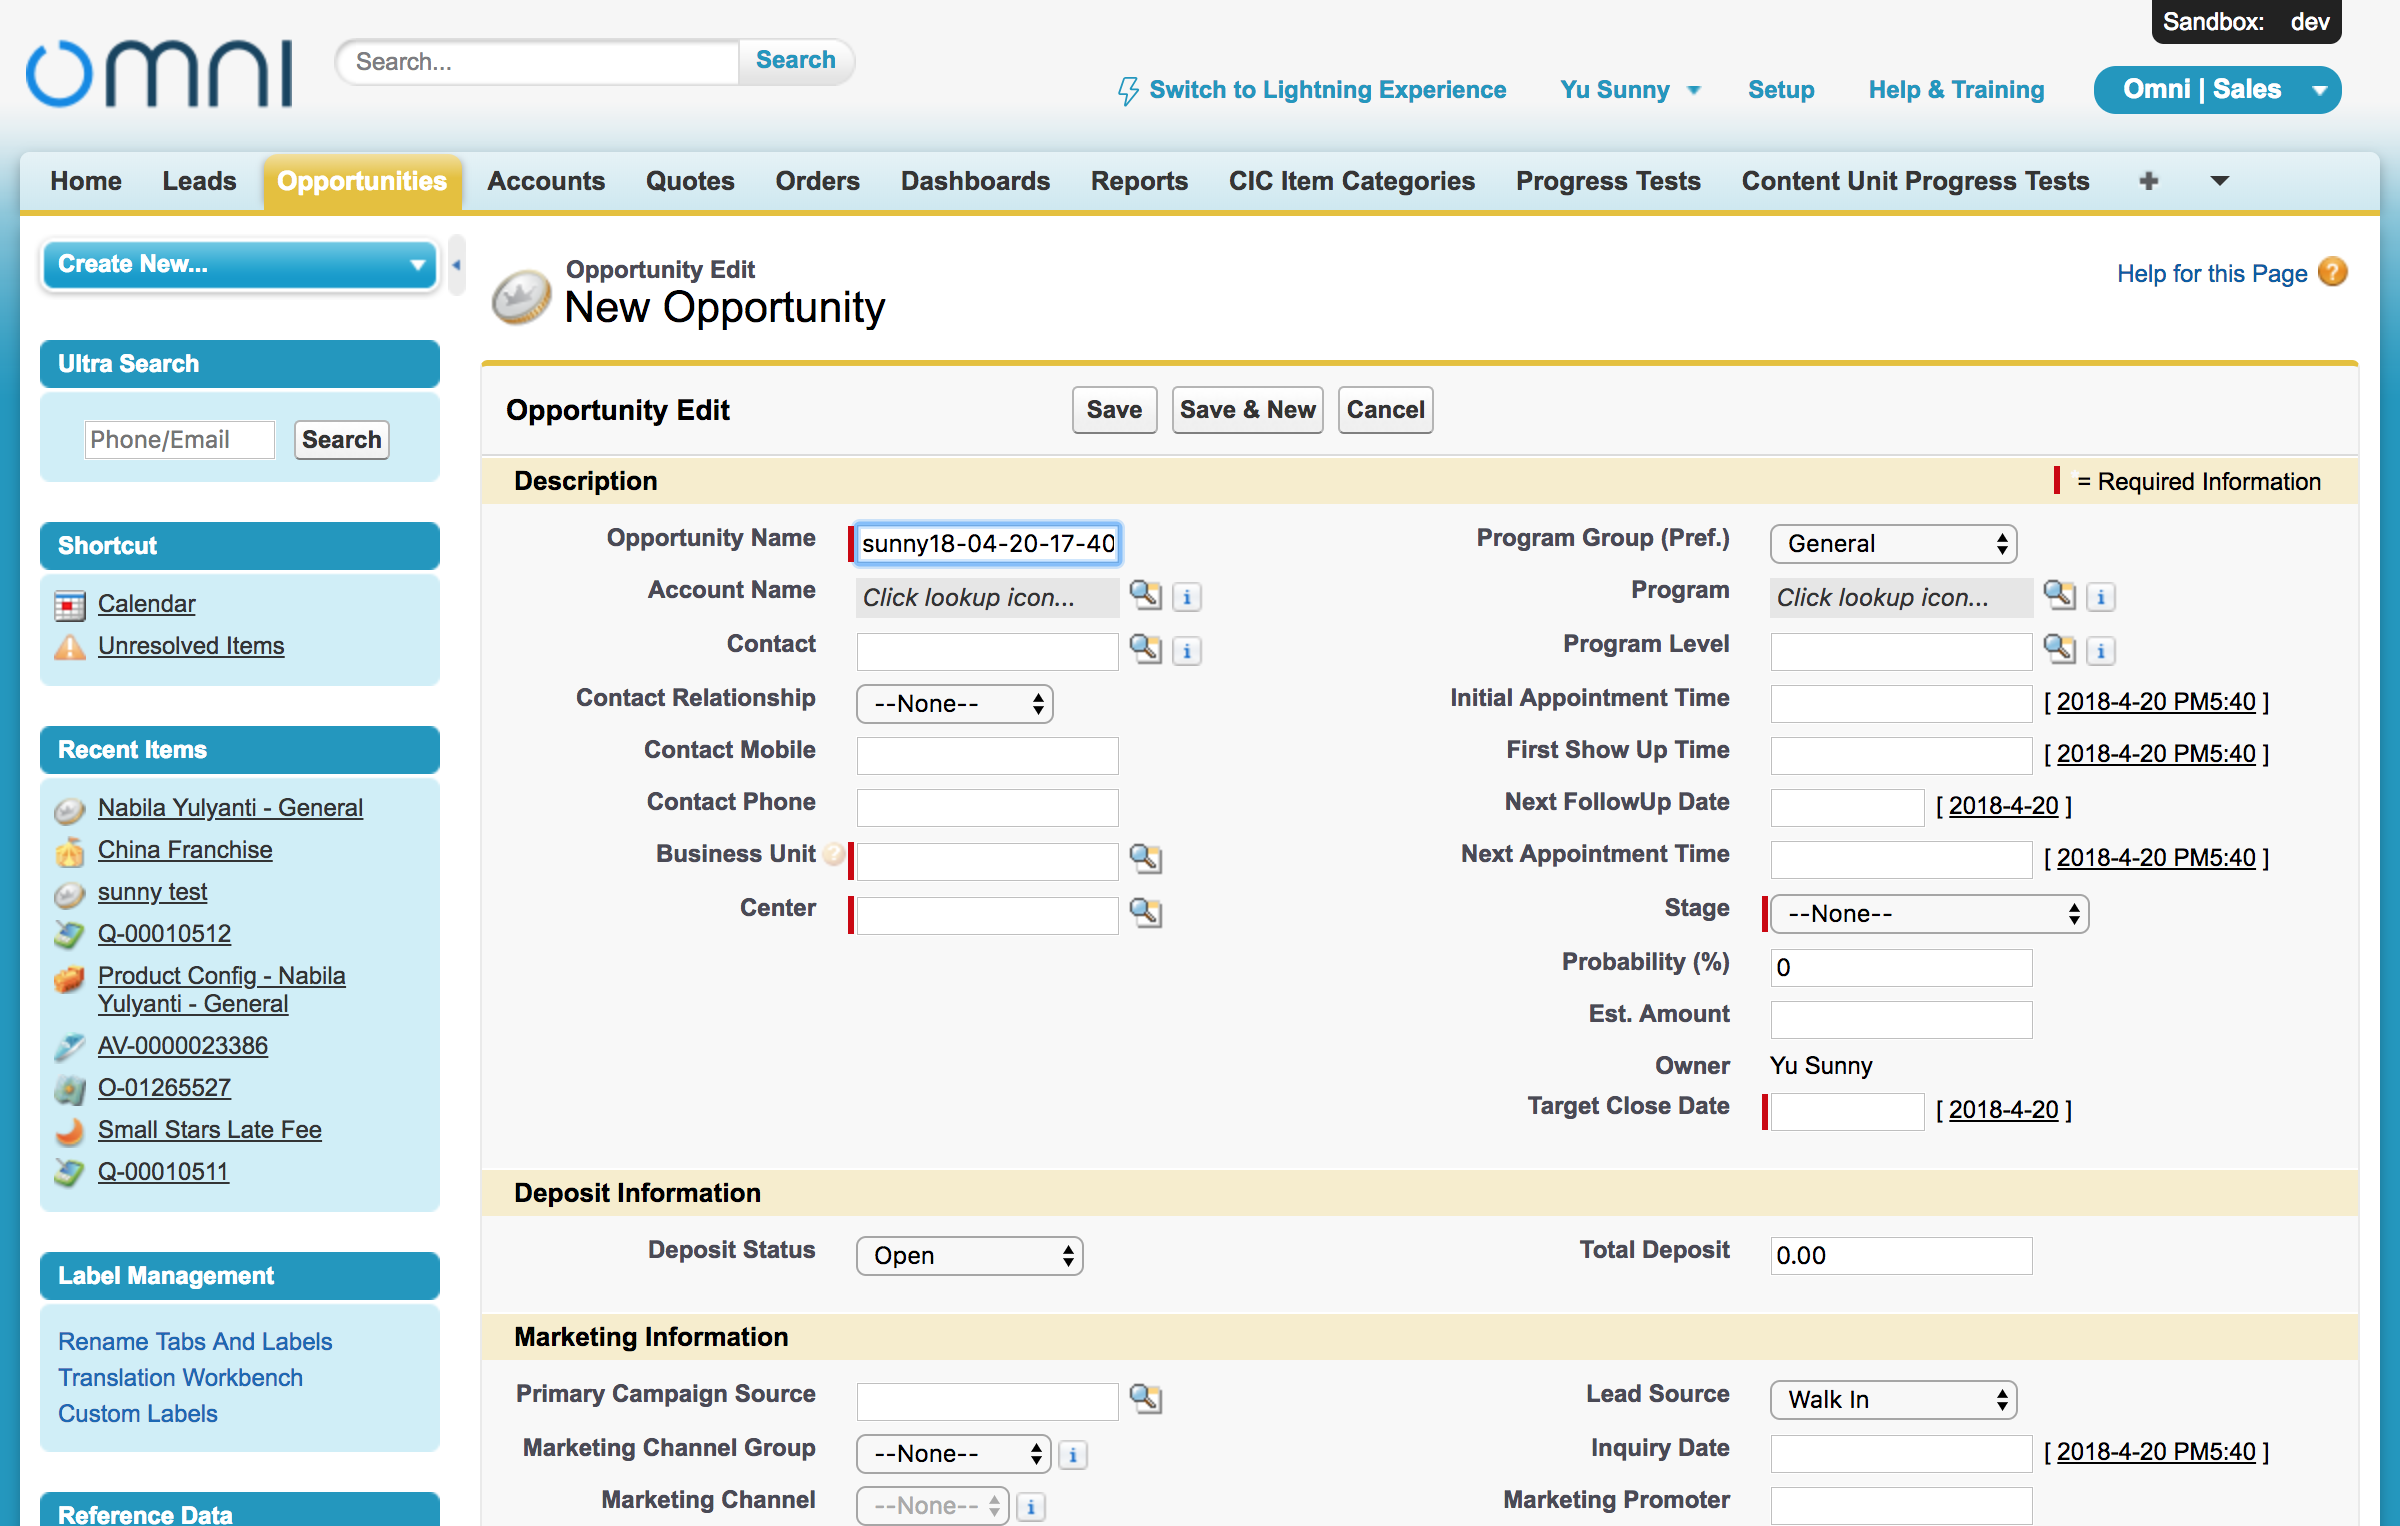 Sandbox: dev
omni
Search...
Search
Switch to Lightning Experience
Yu Sunny
Setup
Help & Training
Omni | Sales
Home
Leads
Opportunities
Accounts
Quotes
Orders
Dashboards
Reports
CIC Item Categories
Progress Tests
Content Unit Progress Tests
Create New...
Ultra Search
Phone/Email
Search
Shortcut
Calendar
Unresolved Items
Recent Items
Nabila Yulyanti - General
China Franchise
sunny test
Q-00010512
Product Config - Nabila
Yulyanti - General
AV-0000023386
O-01265527
Small Stars Late Fee
Q-00010511
Label Management
Rename Tabs And Labels
Translation Workbench
Custom Labels
Reference Data
Opportunity Edit
New Opportunity
Help for this Page
Opportunity Edit
Save
Save & New
Cancel
Description
= Required Information
Opportunity Name
sunny18-04-20-17-40
Program Group (Pref.)
General
Account Name
Click lookup icon...
Program
Click lookup icon...
Contact
Program Level
Contact Relationship
--None--
Initial Appointment Time
[ 2018-4-20 PM5:40 ]
Contact Mobile
First Show Up Time
[ 2018-4-20 PM5:40 ]
Contact Phone
Next FollowUp Date
[ 2018-4-20 ]
Business Unit
Next Appointment Time
[ 2018-4-20 PM5:40 ]
Center
Stage
--None--
Probability (%)
0
Est. Amount
Owner
Yu Sunny
Target Close Date
[ 2018-4-20 ]
Deposit Information
Deposit Status
Open
Total Deposit
0.00
Marketing Information
Primary Campaign Source
Lead Source
Walk In
Marketing Channel Group
--None--
Inquiry Date
[ 2018-4-20 PM5:40 ]
Marketing Channel
--None--
Marketing Promoter